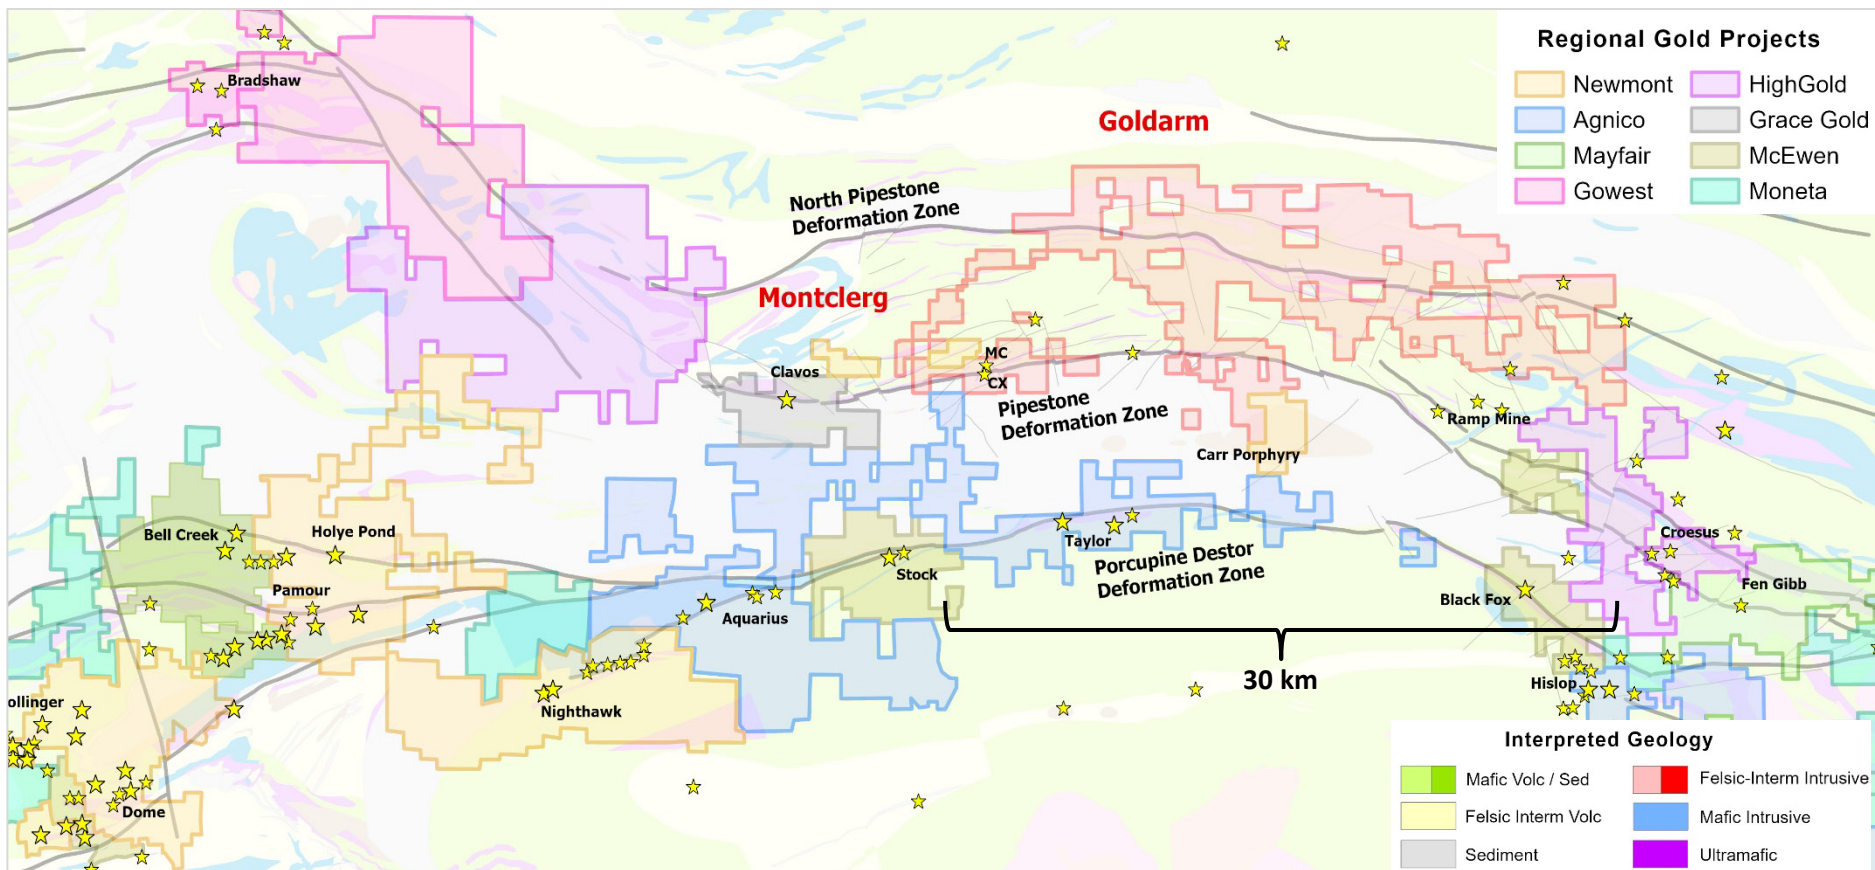 Regional Gold Projects
Newmont
HighGold
Agnico
Grace Gold
Mayfair
McEwen
Gowest
Moneta
Bradshaw
Goldarm
North Pipestone
Deformation Zone
Montclerg
MC
CX
Clavos
Pipestone
Deformation Zone
Ramp Mine
Carr Porphyry
Bell Creek
Holye Pond
Taylor
Croesus
Stock
Porcupine Destor
Deformation Zone
Fen Gibb
Pamour
Black Fox
Aquarius
30 km
Hislop
ollinger
Nighthawk
Dome
Interpreted Geology
Mafic Volc / Sed
Felsic-Interm Intrusive
Felsic Interm Volc
Mafic Intrusive
Sediment
Ultramafic